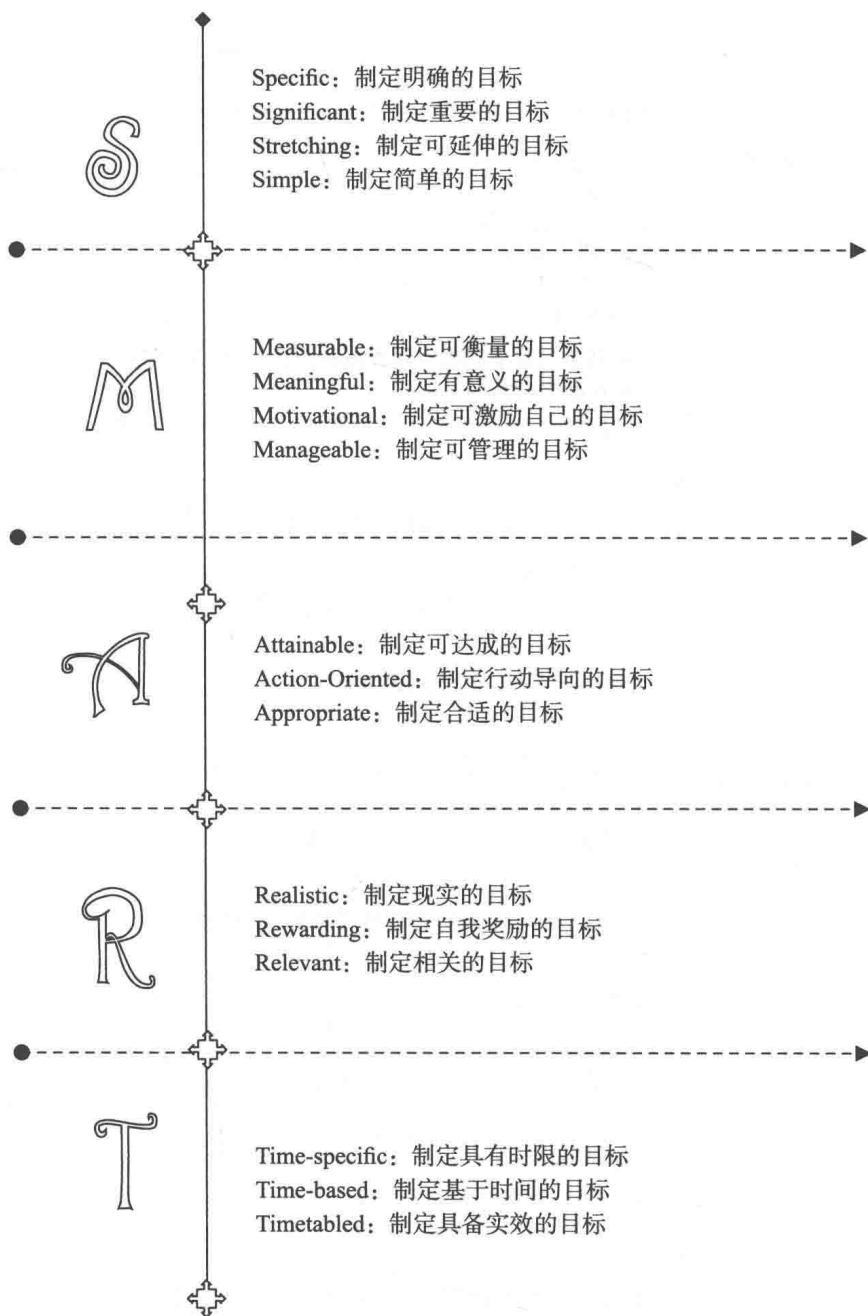 S
Specific：制定明确的目标
Significant：制定重要的目标
Stretching：制定可延伸的目标
Simple：制定简单的目标
M
Measurable：制定可衡量的目标
Meaningful：制定有意义的目标
Motivational：制定可激励自己的目标
Manageable：制定可管理的目标
A
Attainable：制定可达成的目标
Action-Oriented：制定行动导向的目标
Appropriate：制定合适的目标
R
Realistic：制定现实的目标
Rewarding：制定自我奖励的目标
Relevant：制定相关的目标
T
Time-specific：制定具有时限的目标
Time-based：制定基于时间的目标
Timetabled：制定具备实效的目标